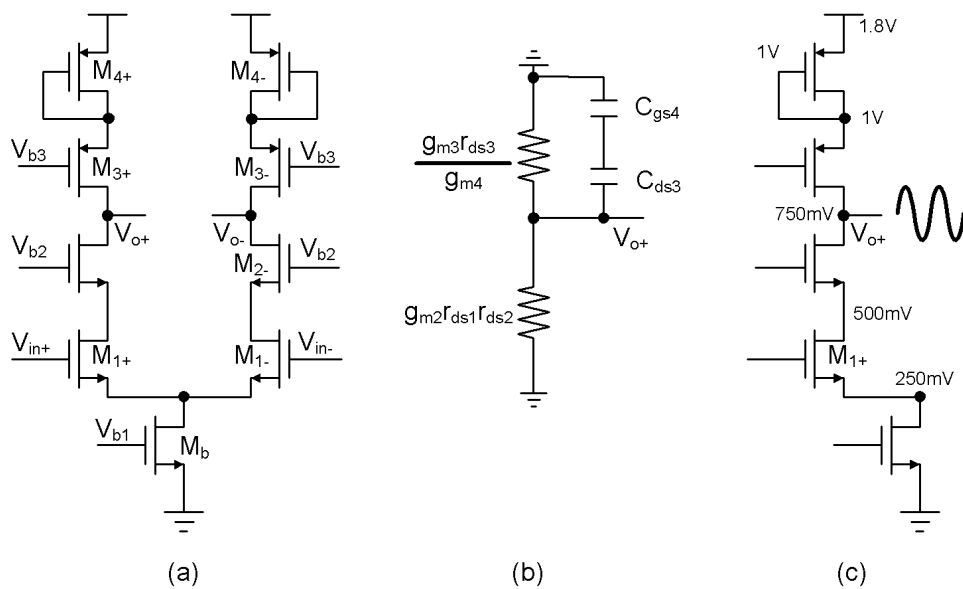 M4+
M4-
Vb3
M3+
M3-
Vb3
Vo+
Vo-
Vb2
M2-
Vb2
Vin+
M1+
M1-
Vin-
Vb1
Mb
(a)
gm3rds3
gm4
Cgs4
Cds3
Vo+
gm2rds1rds2
(b)
1.8V
1V
1V
750mV
Vo+
500mV
M1+
250mV
(c)